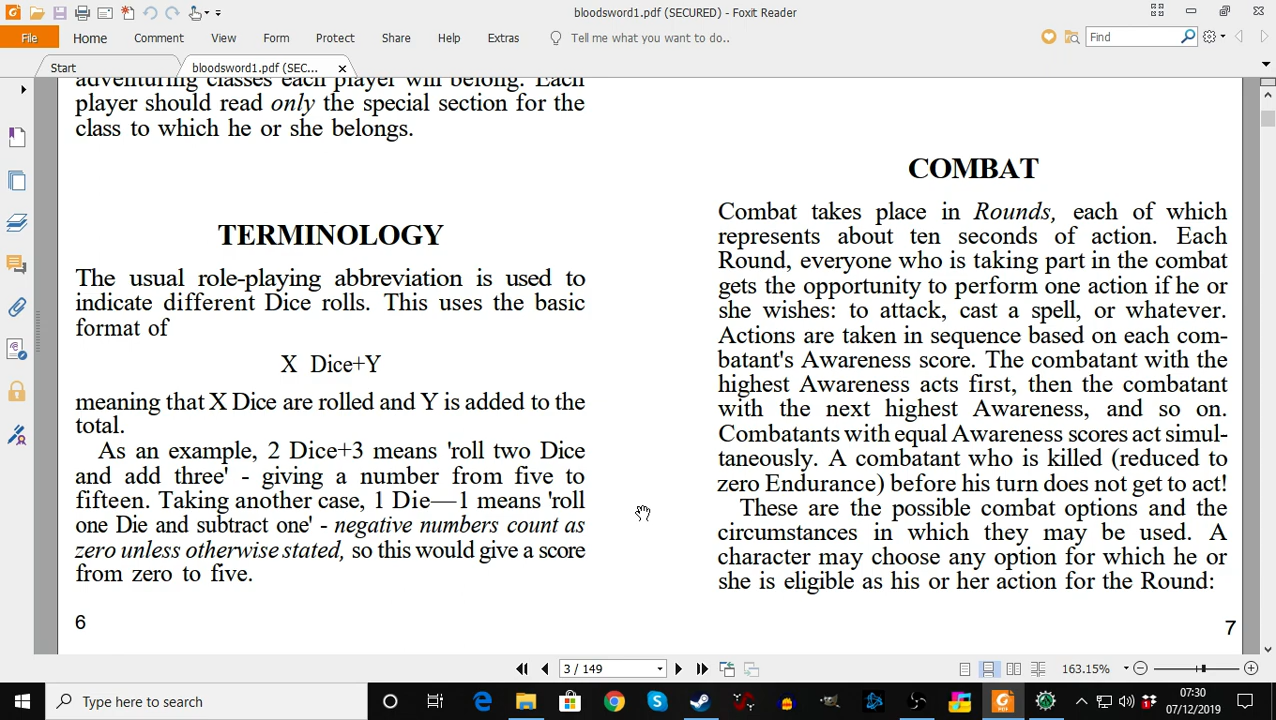 bloodsword1.pdf (SECURED) - Foxit Reader
File Home Comment View Form Protect Share Help Extras Tell me what you want to do.. Find
Start bloodsword1.pdf (SEC...
adventuring classes each player will belong. Each
player should read only the special section for the
class to which he or she belongs.
TERMINOLOGY
The usual role-playing abbreviation is used to
indicate different Dice rolls. This uses the basic
format of
X Dice+Y
meaning that X Dice are rolled and Y is added to the
total.
As an example, 2 Dice+3 means 'roll two Dice
and add three' - giving a number from five to
fifteen. Taking another case, 1 Die—1 means 'roll
one Die and subtract one' - negative numbers count as
zero unless otherwise stated, so this would give a score
from zero to five.
6
COMBAT
Combat takes place in Rounds, each of which
represents about ten seconds of action. Each
Round, everyone who is taking part in the combat
gets the opportunity to perform one action if he or
she wishes: to attack, cast a spell, or whatever.
Actions are taken in sequence based on each com-
batant's Awareness score. The combatant with the
highest Awareness acts first, then the combatant
with the next highest Awareness, and so on.
Combatants with equal Awareness scores act simul-
taneously. A combatant who is killed (reduced to
zero Endurance) before his turn does not get to act!
These are the possible combat options and the
circumstances in which they may be used. A
character may choose any option for which he or
she is eligible as his or her action for the Round:
7
3 / 149
163.15%
Type here to search
07:30
07/12/2019